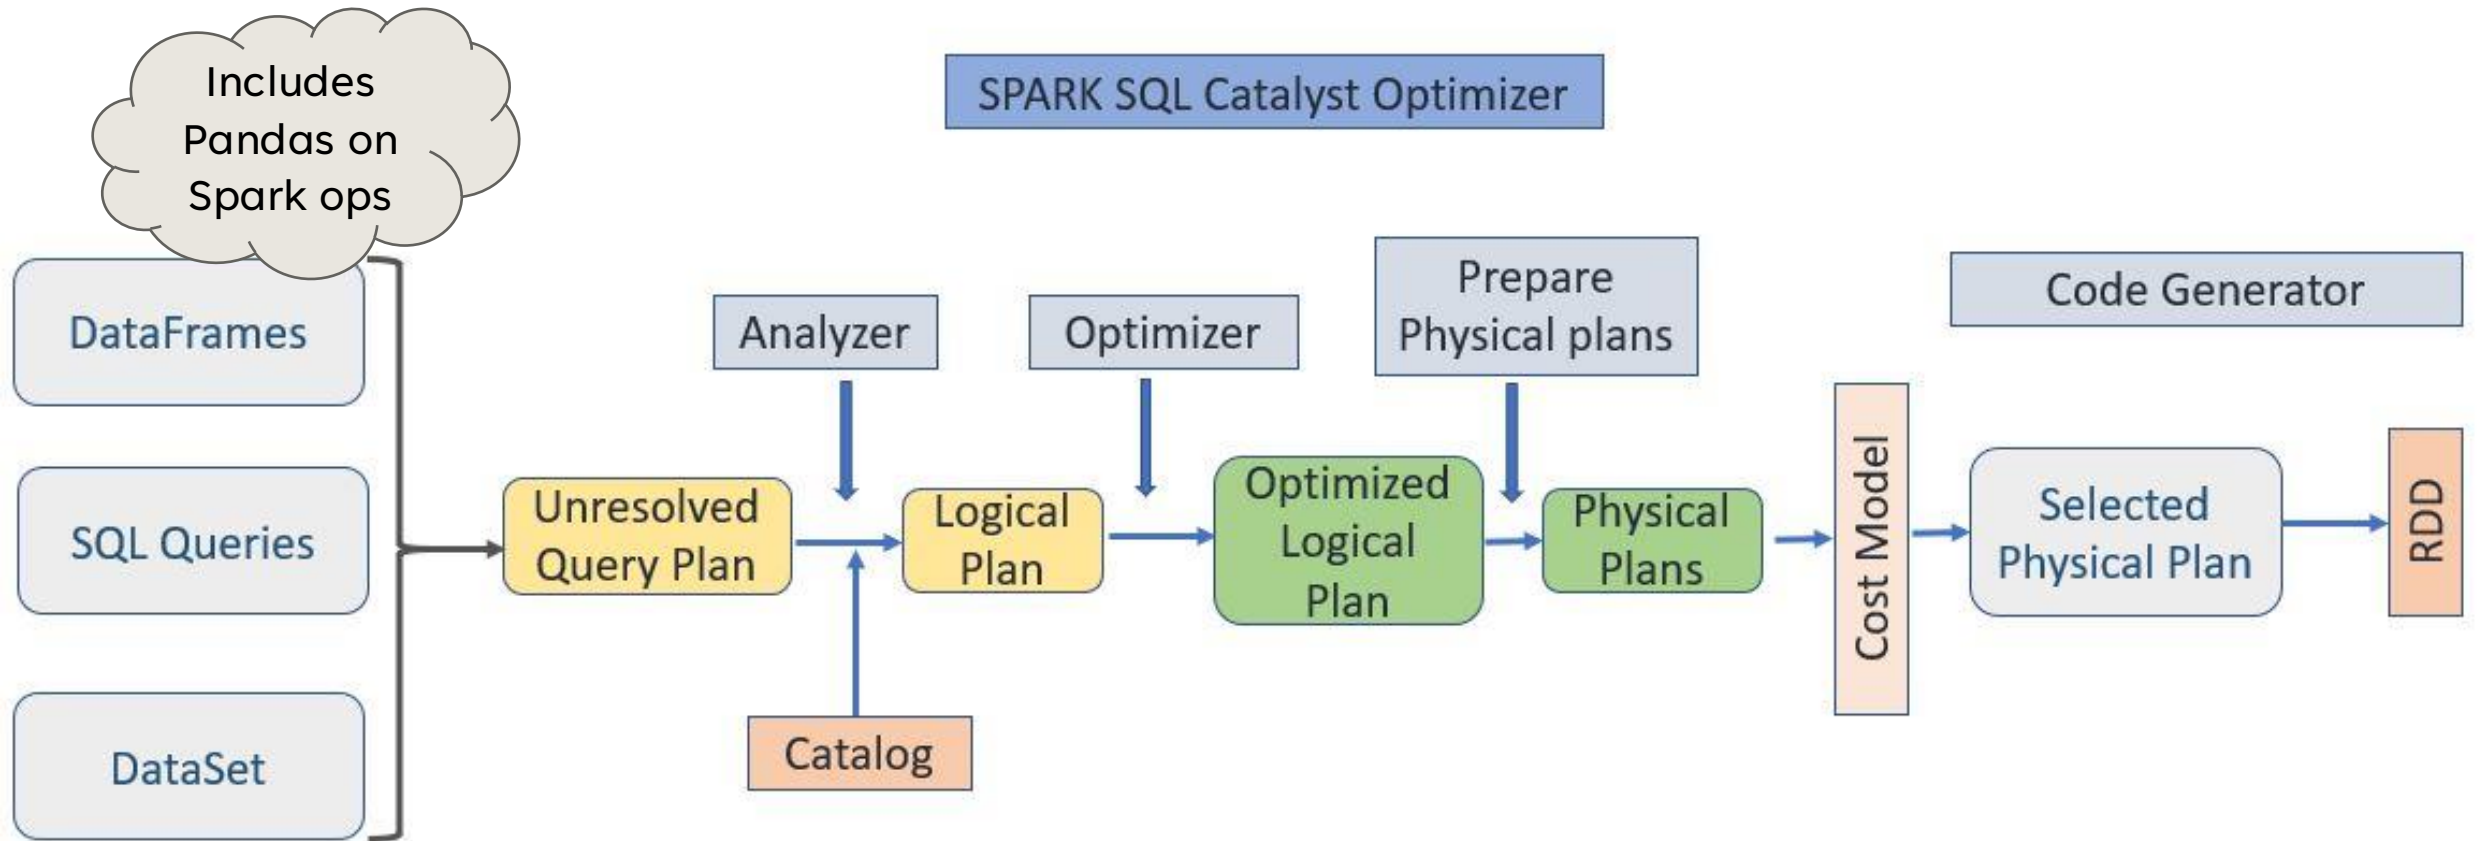 Includes
Pandas on
Spark ops
SPARK SQL Catalyst Optimizer
DataFrames
SQL Queries
DataSet
Analyzer
Optimizer
Prepare
Physical plans
Code Generator
Unresolved
Query Plan
Logical
Plan
Optimized
Logical
Plan
Physical
Plans
Cost Model
Selected
Physical Plan
RDD
Catalog